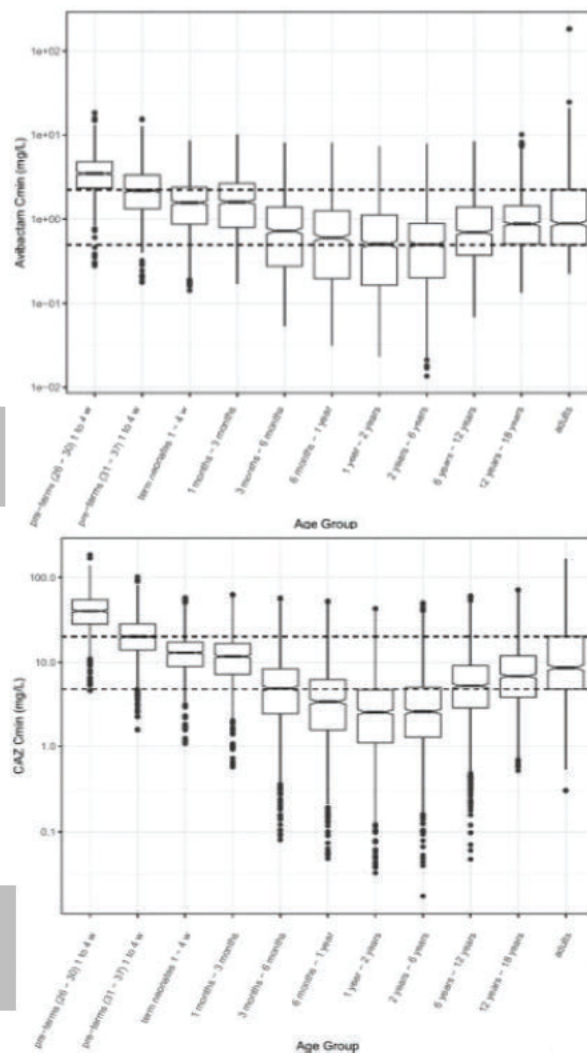 Avibactam Cmin (mg/L)
1e+02
1e+01
1e+00
1e-01
1e-02
pre-terms (26 - 30) 1 to 4 w
pre-terms (31 - 37) 1 to 4 w
term neonates 1 - 4 w
1 months - 3 months
3 months - 6 months
6 months - 1 year
1 year - 2 years
2 years - 6 years
6 years - 12 years
12 years - 18 years
adults
Age Group
CAZ Cmin (mg/L)
100.0
10.0
1.0
0.1
pre-terms (26 - 30) 1 to 4 w
pre-terms (31 - 37) 1 to 4 w
term neonates 1 - 4 w
1 months - 3 months
3 months - 6 months
6 months - 1 year
1 year - 2 years
2 years - 6 years
6 years - 12 years
12 years - 18 years
adults
Age Group